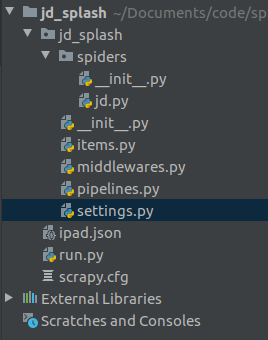 jd_splash ~/Documents/code/sp
jd_splash
spiders
__init__.py
jd.py
__init__.py
items.py
middlewares.py
pipelines.py
settings.py
ipad.json
run.py
scrapy.cfg
External Libraries
Scratches and Consoles